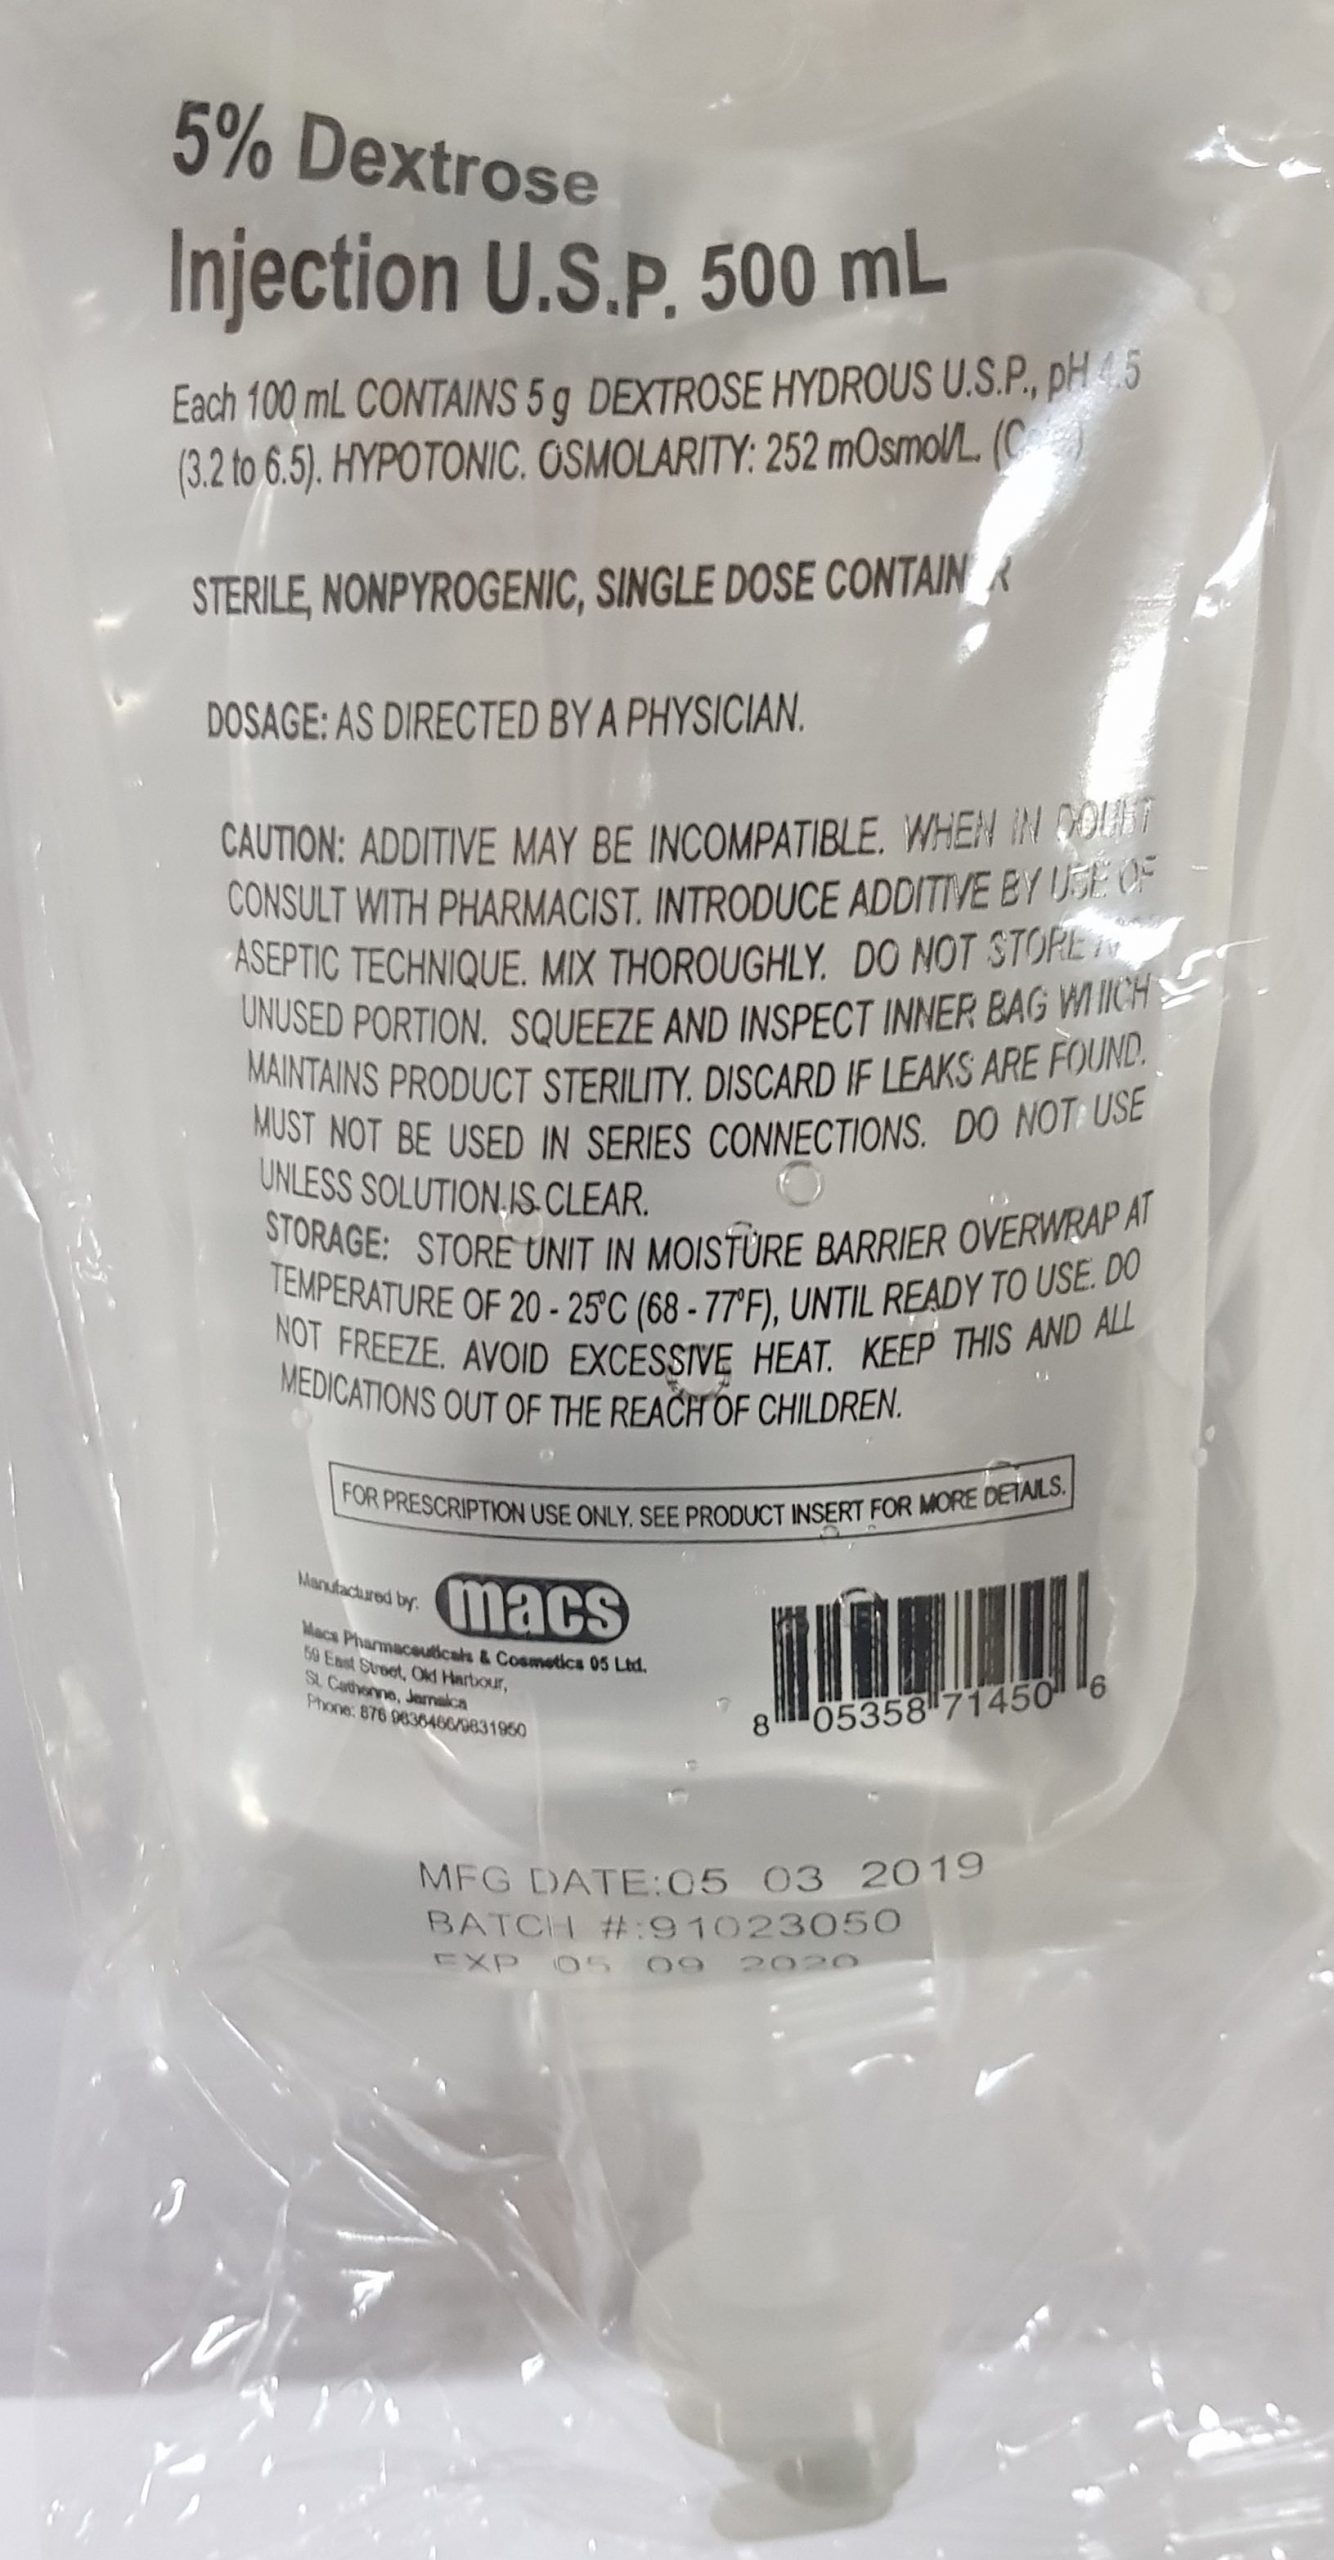 5% Dextrose
Injection U.S.P. 500 mL
Each 100 mL CONTAINS 5 g DEXTROSE HYDROUS U.S.P., pH 4.5
(3.2 to 6.5). HYPOTONIC. OSMOLARITY: 252 mOsmol/L.
STERILE, NONPYROGENIC, SINGLE DOSE CONTAINER
DOSAGE: AS DIRECTED BY A PHYSICIAN.
CAUTION: ADDITIVE MAY BE INCOMPATIBLE. WHEN IN DOUBT
CONSULT WITH PHARMACIST. INTRODUCE ADDITIVE BY USE OF
ASEPTIC TECHNIQUE. MIX THOROUGHLY. DO NOT STORE
UNUSED PORTION. SQUEEZE AND INSPECT INNER BAG WHICH
MAINTAINS PRODUCT STERILITY. DISCARD IF LEAKS ARE FOUND.
MUST NOT BE USED IN SERIES CONNECTIONS. DO NOT USE
UNLESS SOLUTION IS CLEAR.
STORAGE: STORE UNIT IN MOISTURE BARRIER OVERWRAP AT
TEMPERATURE OF 20 - 25°C (68 - 77°F), UNTIL READY TO USE. DO
NOT FREEZE. AVOID EXCESSIVE HEAT. KEEP THIS AND ALL
MEDICATIONS OUT OF THE REACH OF CHILDREN.
FOR PRESCRIPTION USE ONLY. SEE PRODUCT INSERT FOR MORE DETAILS.
Manufactured by: macs
Macs Pharmaceuticals & Cosmetics 05 Ltd.
59 East Street, Old Harbour,
St. Catherine, Jamaica
Phone: 876 9836466/9831950
8 05358 71450 6
MFG DATE:05 03 2019
BATCH #:91023050
EXP 05 09 2020